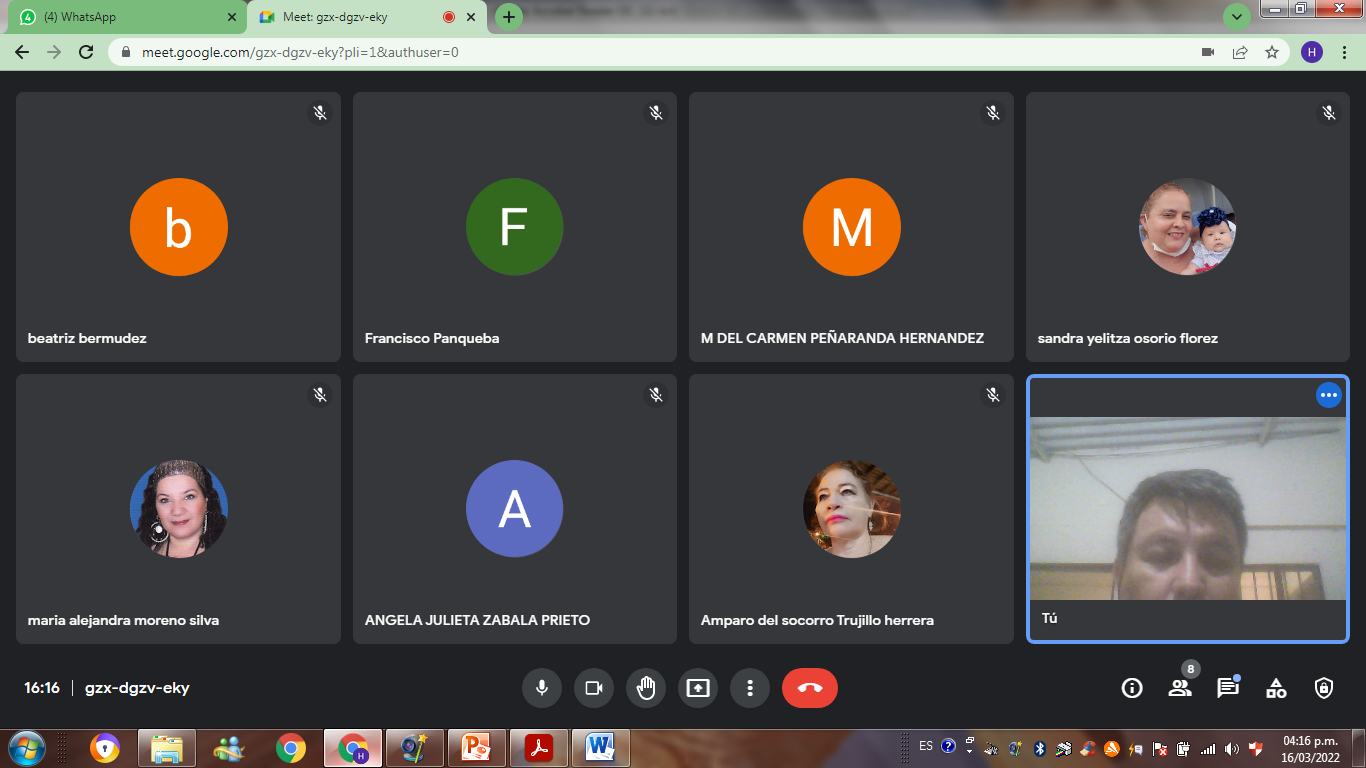 (4) WhatsApp
Meet: gzx-dgzv-eky
meet.google.com/gzx-dgzv-eky?pli=1&authuser=0
H
b
F
M
beatriz bermudez
Francisco Panqueba
M DEL CARMEN PEÑARANDA HERNANDEZ
sandra yelitza osorio florez
A
maria alejandra moreno silva
ANGELA JULIETA ZABALA PRIETO
Amparo del socorro Trujillo herrera
Tú
16:16 | gzx-dgzv-eky
8
ES
04:16 p.m.
16/03/2022